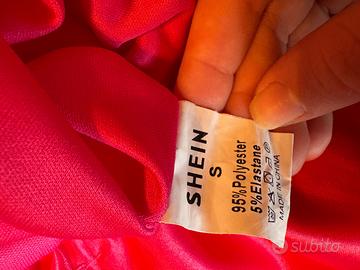 SHEIN
S
95%Polyester
5%Elastane
MADE IN CHINA
subito